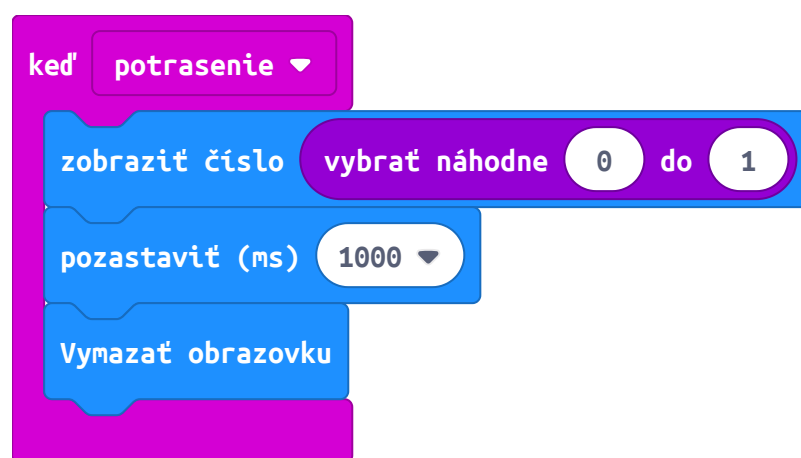 keď potrasenie
zobraziť číslo vybrať náhodne 0 do 1
pozastaviť (ms) 1000
Vymazať obrazovku